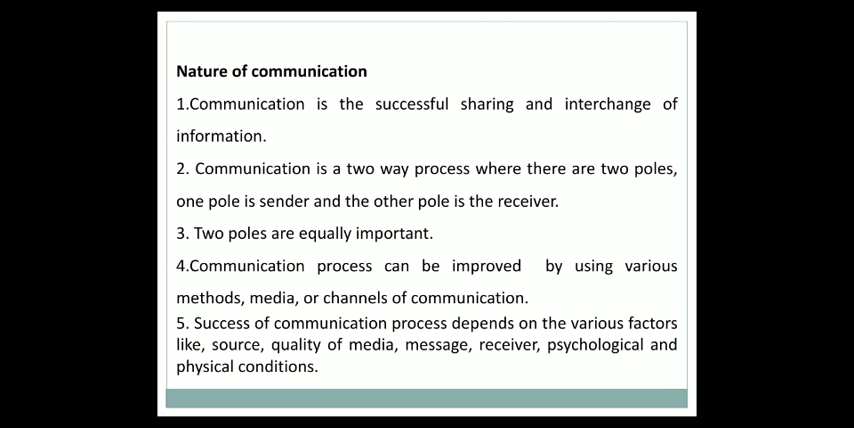 Nature of communication
1.Communication is the successful sharing and interchange of
information.
2. Communication is a two way process where there are two poles,
one pole is sender and the other pole is the receiver.
3. Two poles are equally important.
4.Communication process can be improved by using various
methods, media, or channels of communication.
5. Success of communication process depends on the various factors
like, source, quality of media, message, receiver, psychological and
physical conditions.